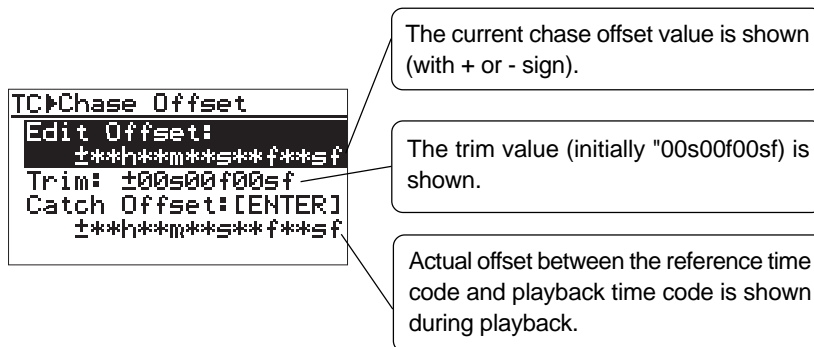 TC▶Chase Offset
Edit Offset:
±**h**m**s**f**sf
Trim: ±00s00f00sf
Catch Offset:[ENTER]
±**h**m**s**f**sf
The current chase offset value is shown
(with + or - sign).
The trim value (initially "00s00f00sf) is
shown.
Actual offset between the reference time
code and playback time code is shown
during playback.